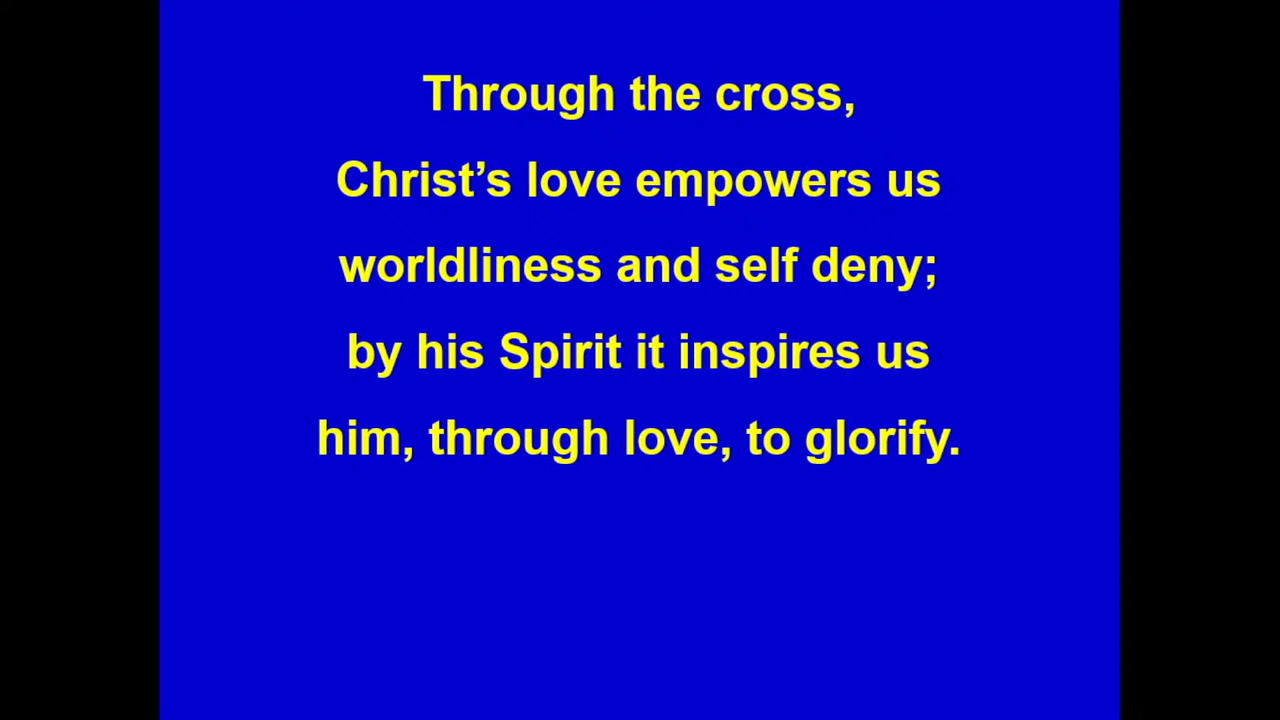 Through the cross,
Christ’s love empowers us
worldliness and self deny;
by his Spirit it inspires us
him, through love, to glorify.